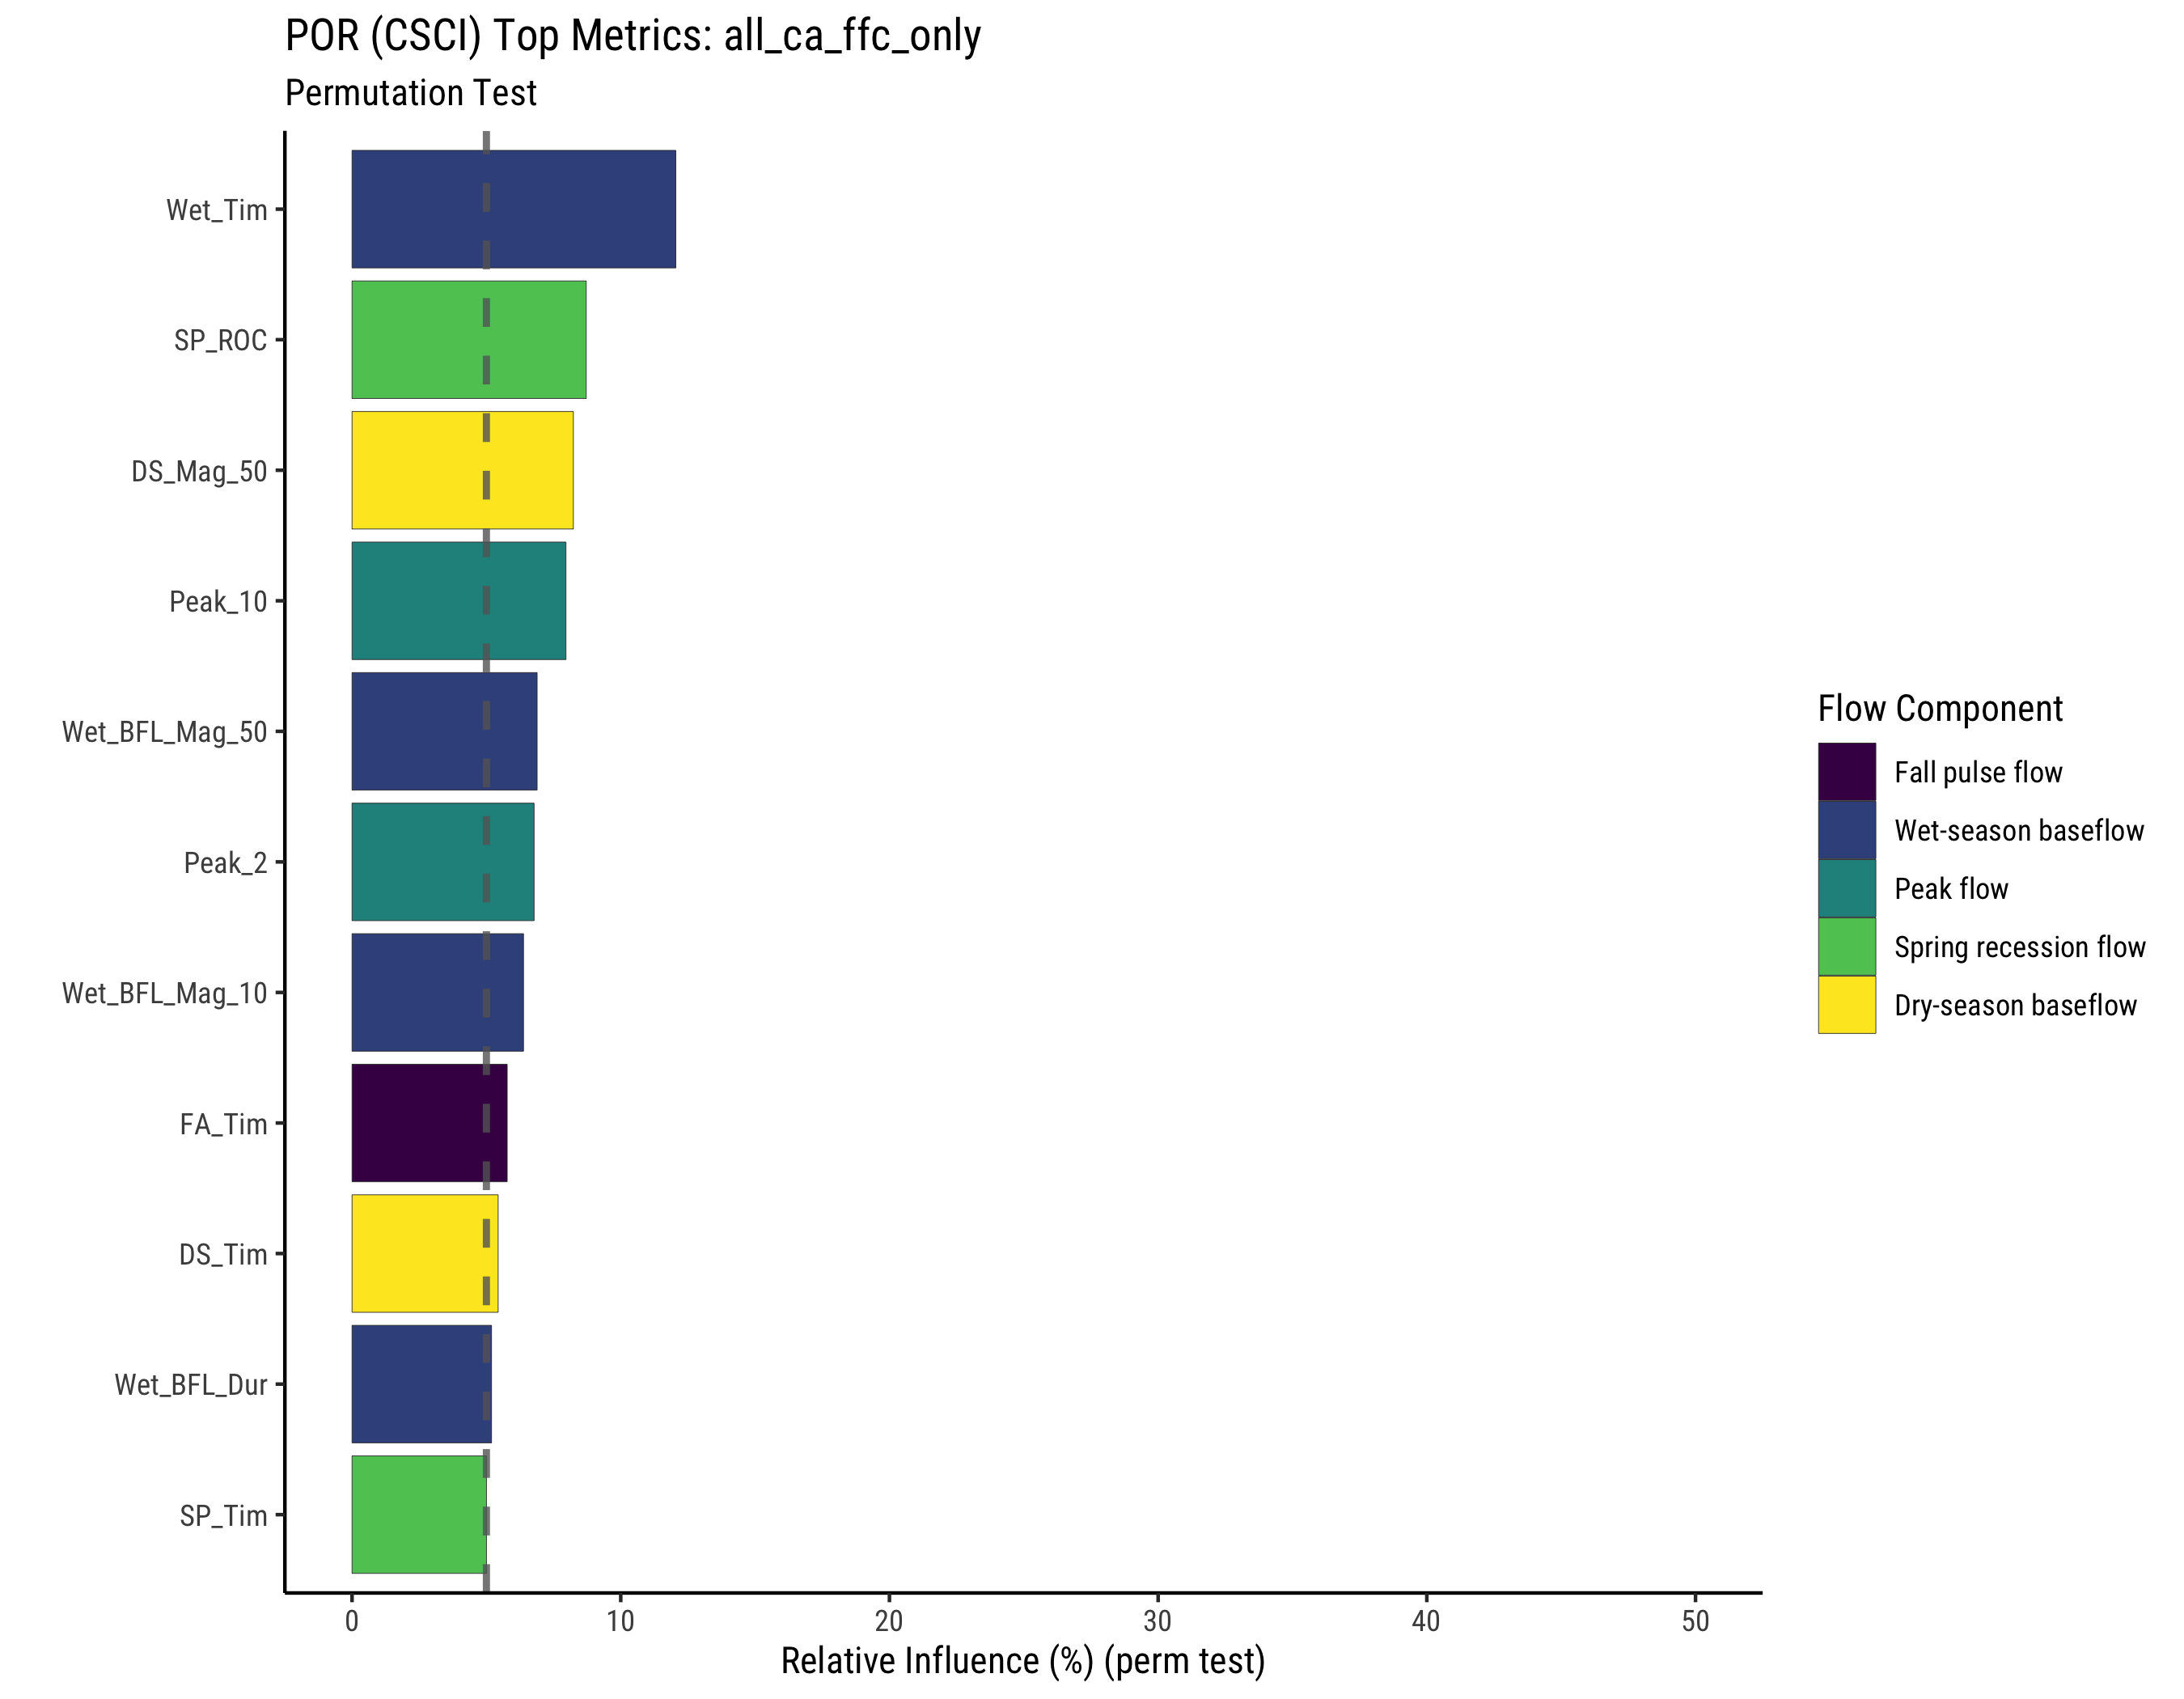 POR (CSCI) Top Metrics: all_ca_ffc_only
Permutation Test
Wet_Tim
SP_ROC
DS_Mag_50
Peak_10
Wet_BFL_Mag_50
Peak_2
Wet_BFL_Mag_10
FA_Tim
DS_Tim
Wet_BFL_Dur
SP_Tim
0 10 20 30 40 50
Relative Influence (%) (perm test)
Flow Component
Fall pulse flow
Wet-season baseflow
Peak flow
Spring recession flow
Dry-season baseflow